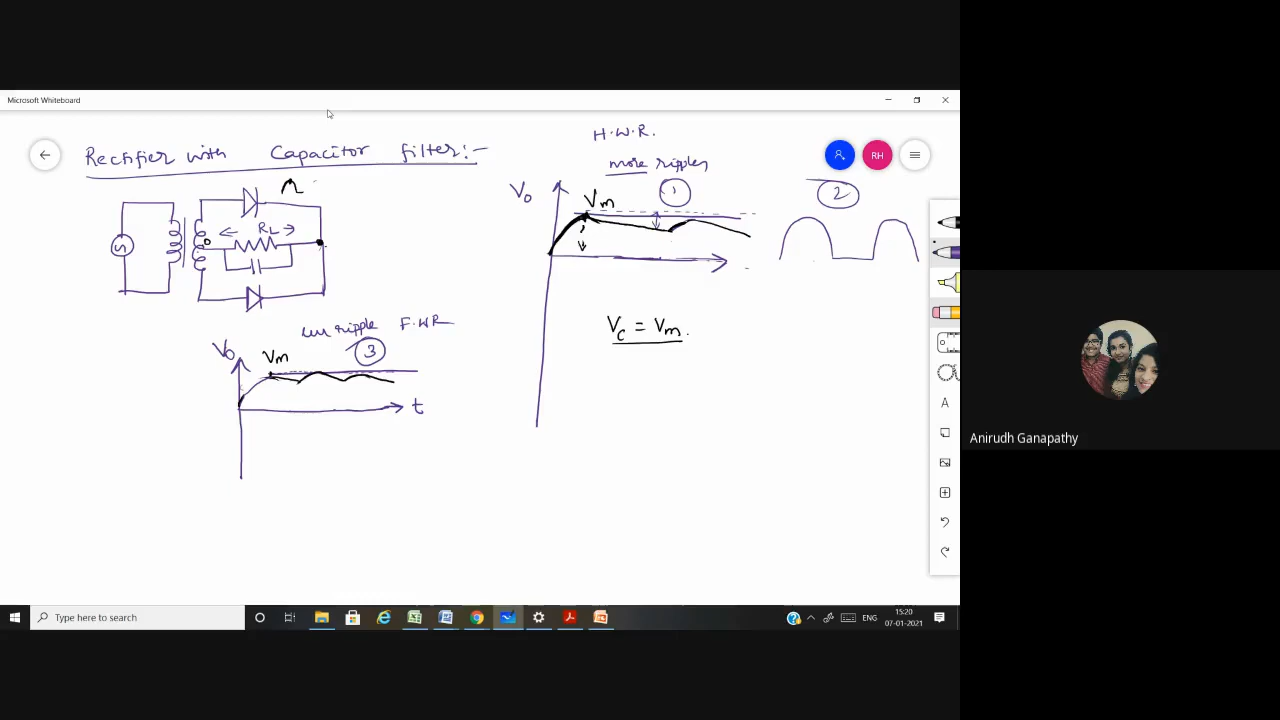 Microsoft Whiteboard
Rectifier with Capacitor filter:-
H.W.R.
more ripples
1
2
RH
Vo
Vm
RL
S
Vc = Vm.
ripple F.WR
3
Vo
Vm
t
A
Anirudh Ganapathy
Type here to search
ENG
15:20
07-01-2021